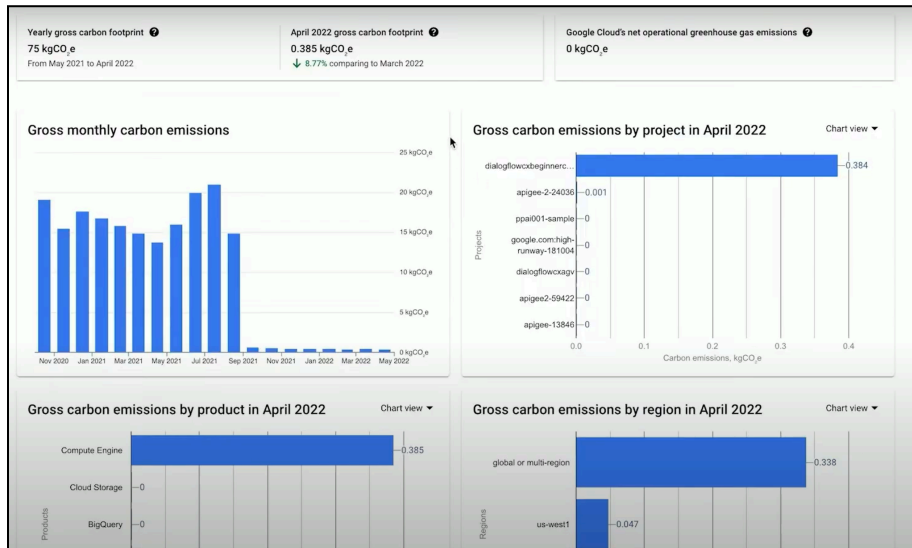 Yearly gross carbon footprint
75 kgCO2e
From May 2021 to April 2022
April 2022 gross carbon footprint
0.385 kgCO2e
8.77% comparing to March 2022
Google Cloud's net operational greenhouse gas emissions
0 kgCO2e
Gross monthly carbon emissions
25 kgCO2e
20 kgCO2e
15 kgCO2e
10 kgCO2e
5 kgCO2e
0 kgCO2e
Nov 2020 Jan 2021 Mar 2021 May 2021 Jul 2021 Sep 2021 Nov 2021 Jan 2022 Mar 2022 May 2022
Gross carbon emissions by project in April 2022
Chart view
Projects
dialogflowcxbeginnerc... 0.384
apigee-2-24036 0.001
ppai001-sample 0
google.com:high-
runway-181004 0
dialogflowcxagv 0
apigee2-59422 0
apigee-13846 0
0.0 0.1 0.2 0.3 0.4
Carbon emissions, kgCO2e
Gross carbon emissions by product in April 2022
Chart view
Products
Compute Engine 0.385
Cloud Storage 0
BigQuery 0
Gross carbon emissions by region in April 2022
Chart view
Regions
global or multi-region 0.338
us-west1 0.047